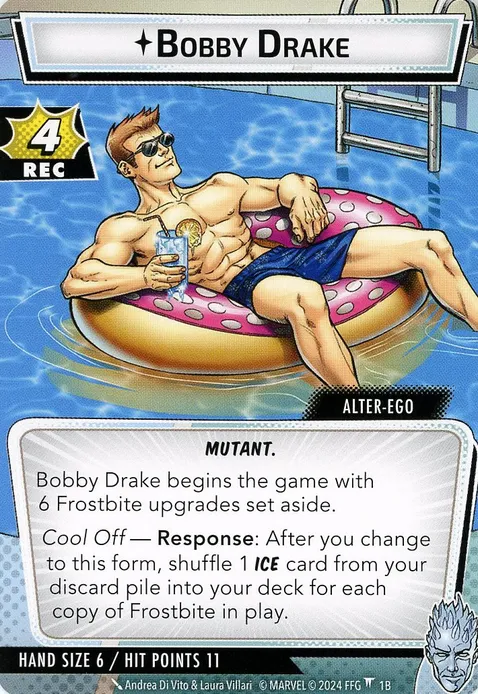 BOBBY DRAKE
4
REC
ALTER-EGO
MUTANT.
Bobby Drake begins the game with
6 Frostbite upgrades set aside.
Cool Off — Response: After you change
to this form, shuffle 1 ICE card from your
discard pile into your deck for each
copy of Frostbite in play.
HAND SIZE 6 / HIT POINTS 11
Andrea Di Vito & Laura Villari © MARVEL © 2024 FFG 1B